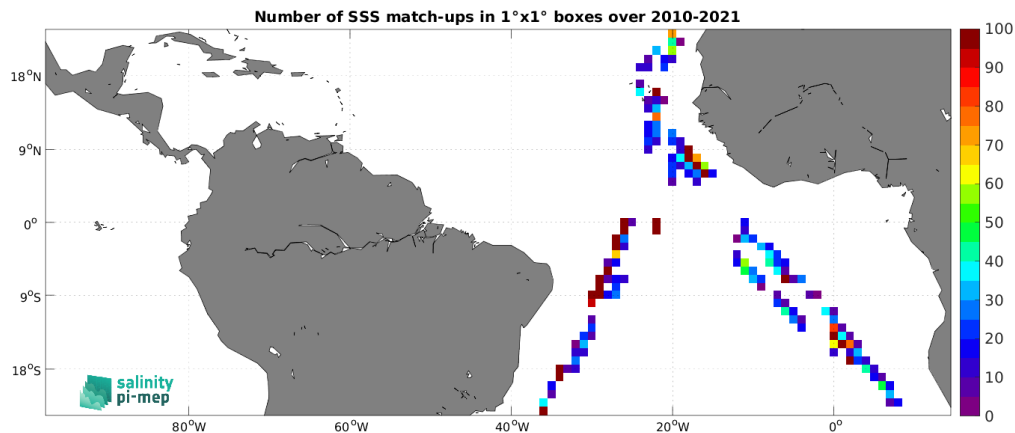 Number of SSS match-ups in 1°x1° boxes over 2010-2021
100
90
80
70
60
50
40
30
20
10
0
18°N
9°N
0°
9°S
18°S
80°W
60°W
40°W
20°W
0°
salinity
pi-mep